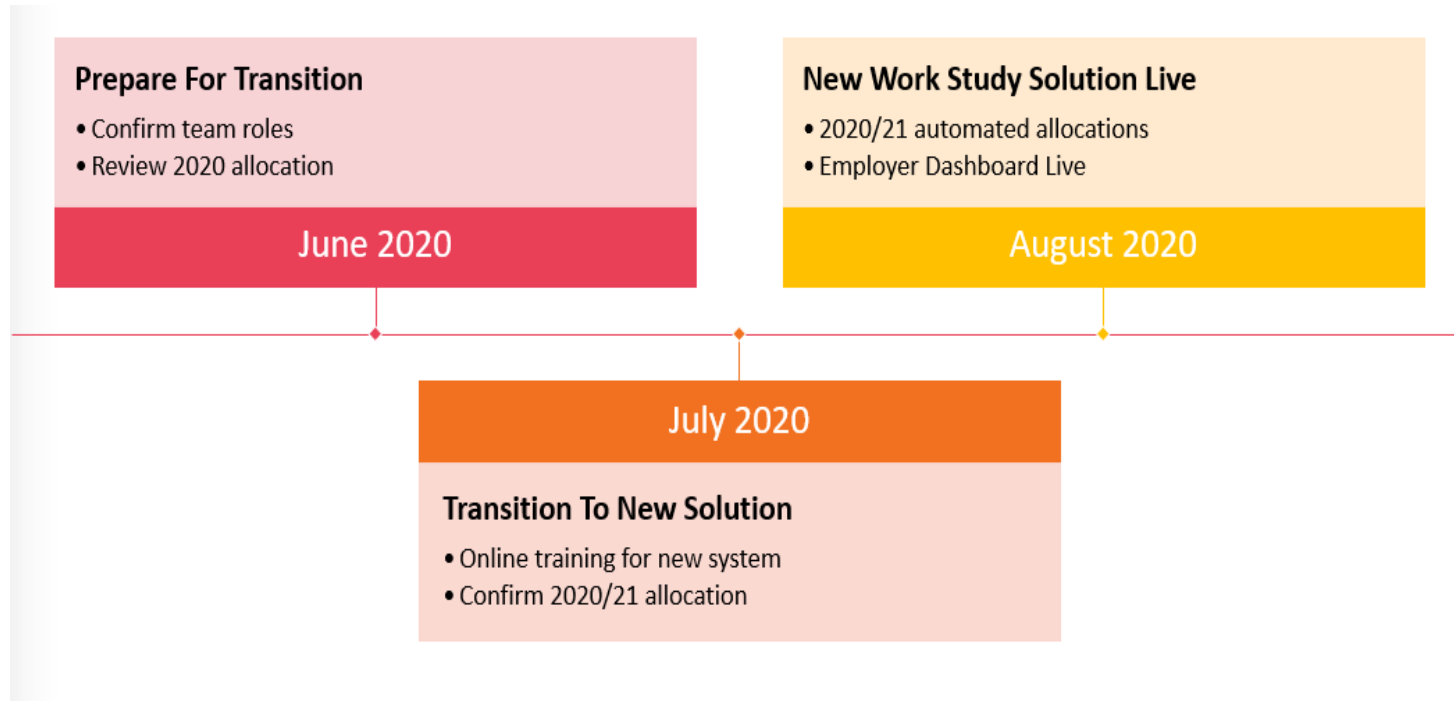 Prepare For Transition
• Confirm team roles
• Review 2020 allocation
June 2020
New Work Study Solution Live
• 2020/21 automated allocations
• Employer Dashboard Live
August 2020
July 2020
Transition To New Solution
• Online training for new system
• Confirm 2020/21 allocation